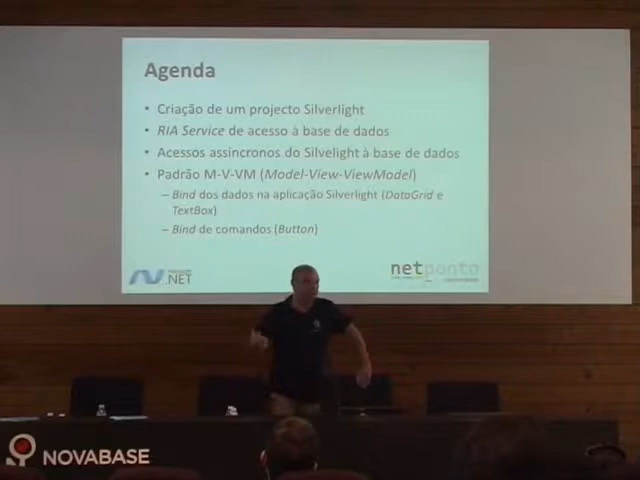 Agenda
• Criação de um projecto Silverlight
• RIA Service de acesso à base de dados
• Acessos assincronos do Silvelight à base de dados
• Padrão M-V-VM (Model-View-ViewModel)
– Bind dos dados na aplicação Silverlight (DataGrid e
TextBox)
– Bind de comandos (Button)
.NET
netponto
NOVABASE